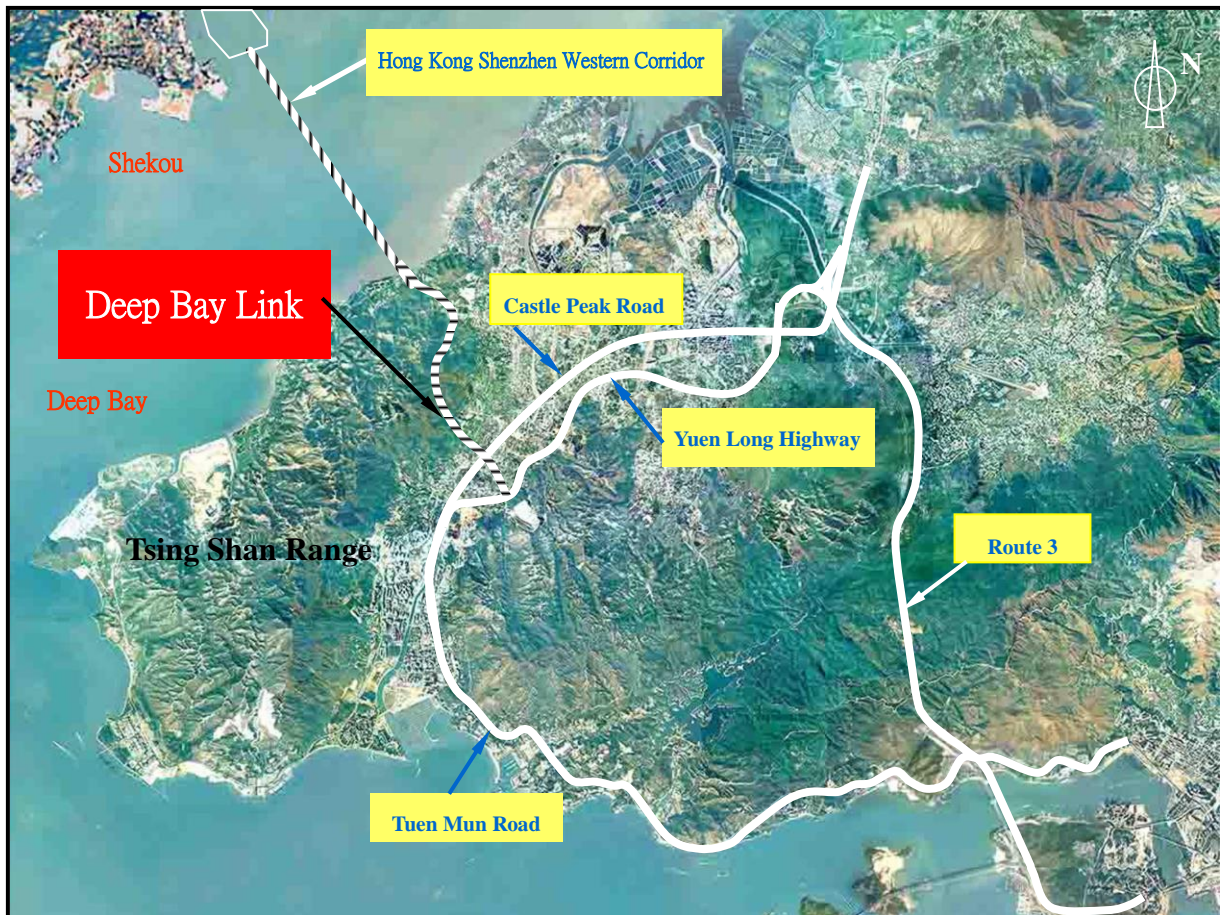 Hong Kong Shenzhen Western Corridor
N
Shekou
Deep Bay Link
Castle Peak Road
Deep Bay
Yuen Long Highway
Tsing Shan Range
Route 3
Tuen Mun Road